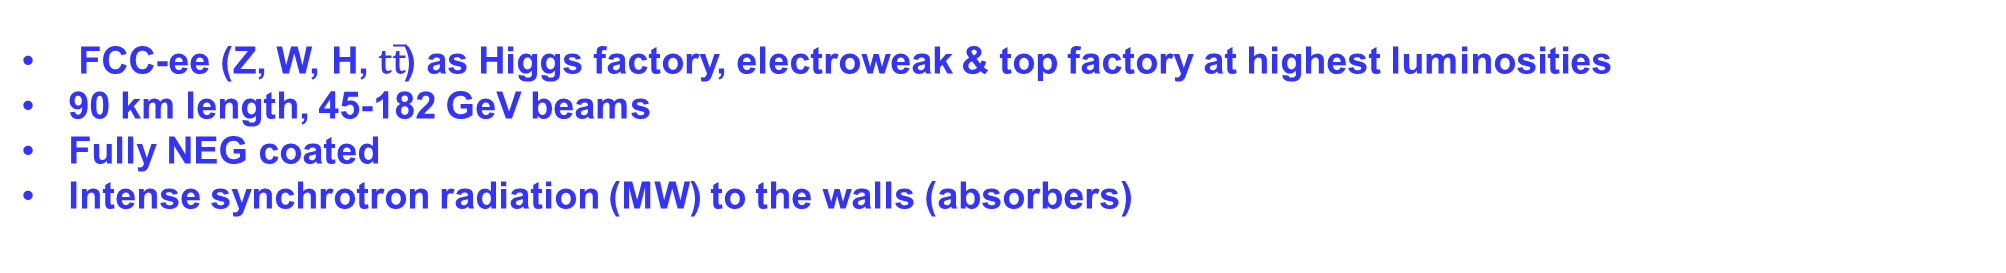 • FCC-ee (Z, W, H, tt̄) as Higgs factory, electroweak & top factory at highest luminosities
• 90 km length, 45-182 GeV beams
• Fully NEG coated
• Intense synchrotron radiation (MW) to the walls (absorbers)